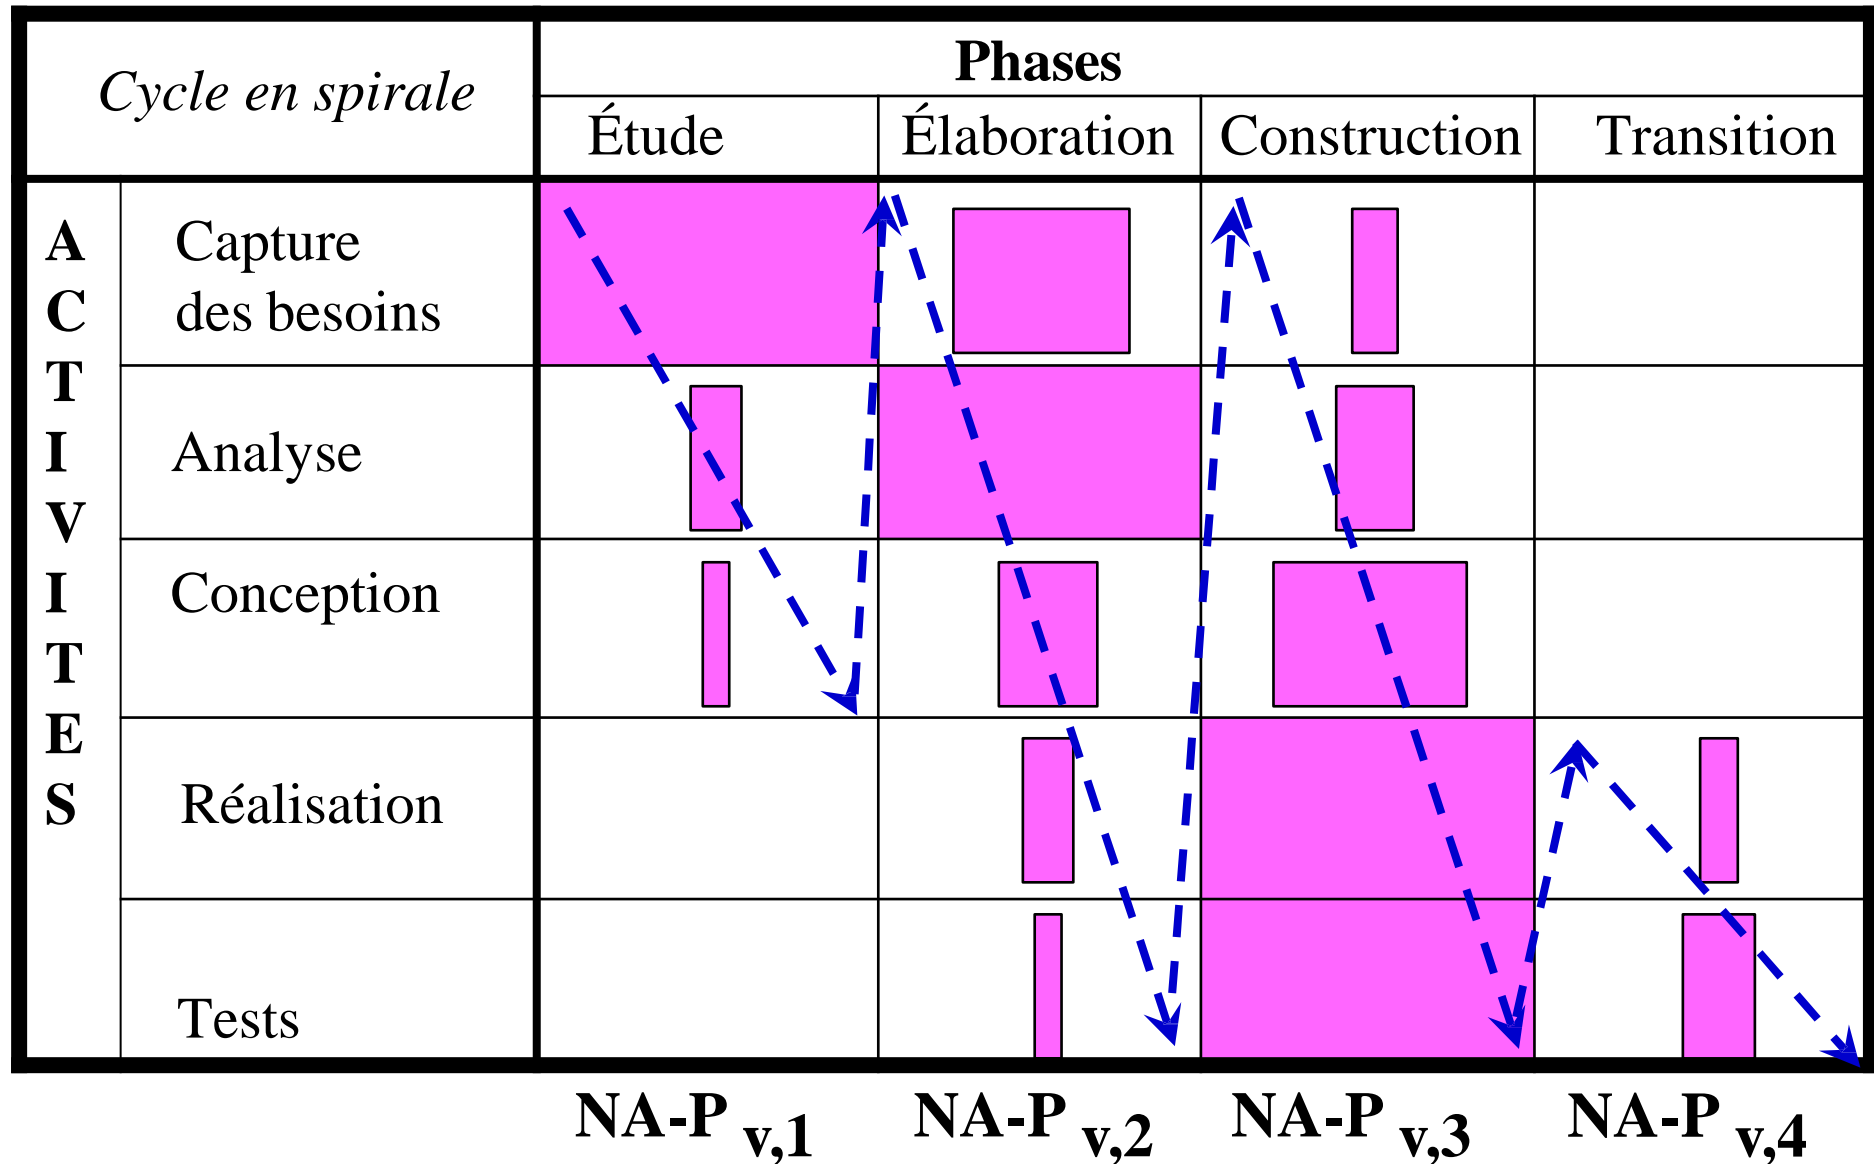 Cycle en spirale
Phases
Étude
Élaboration
Construction
Transition
ACTIVITES
Capture
des besoins
Analyse
Conception
Réalisation
Tests
NA-P v,1
NA-P v,2
NA-P v,3
NA-P v,4